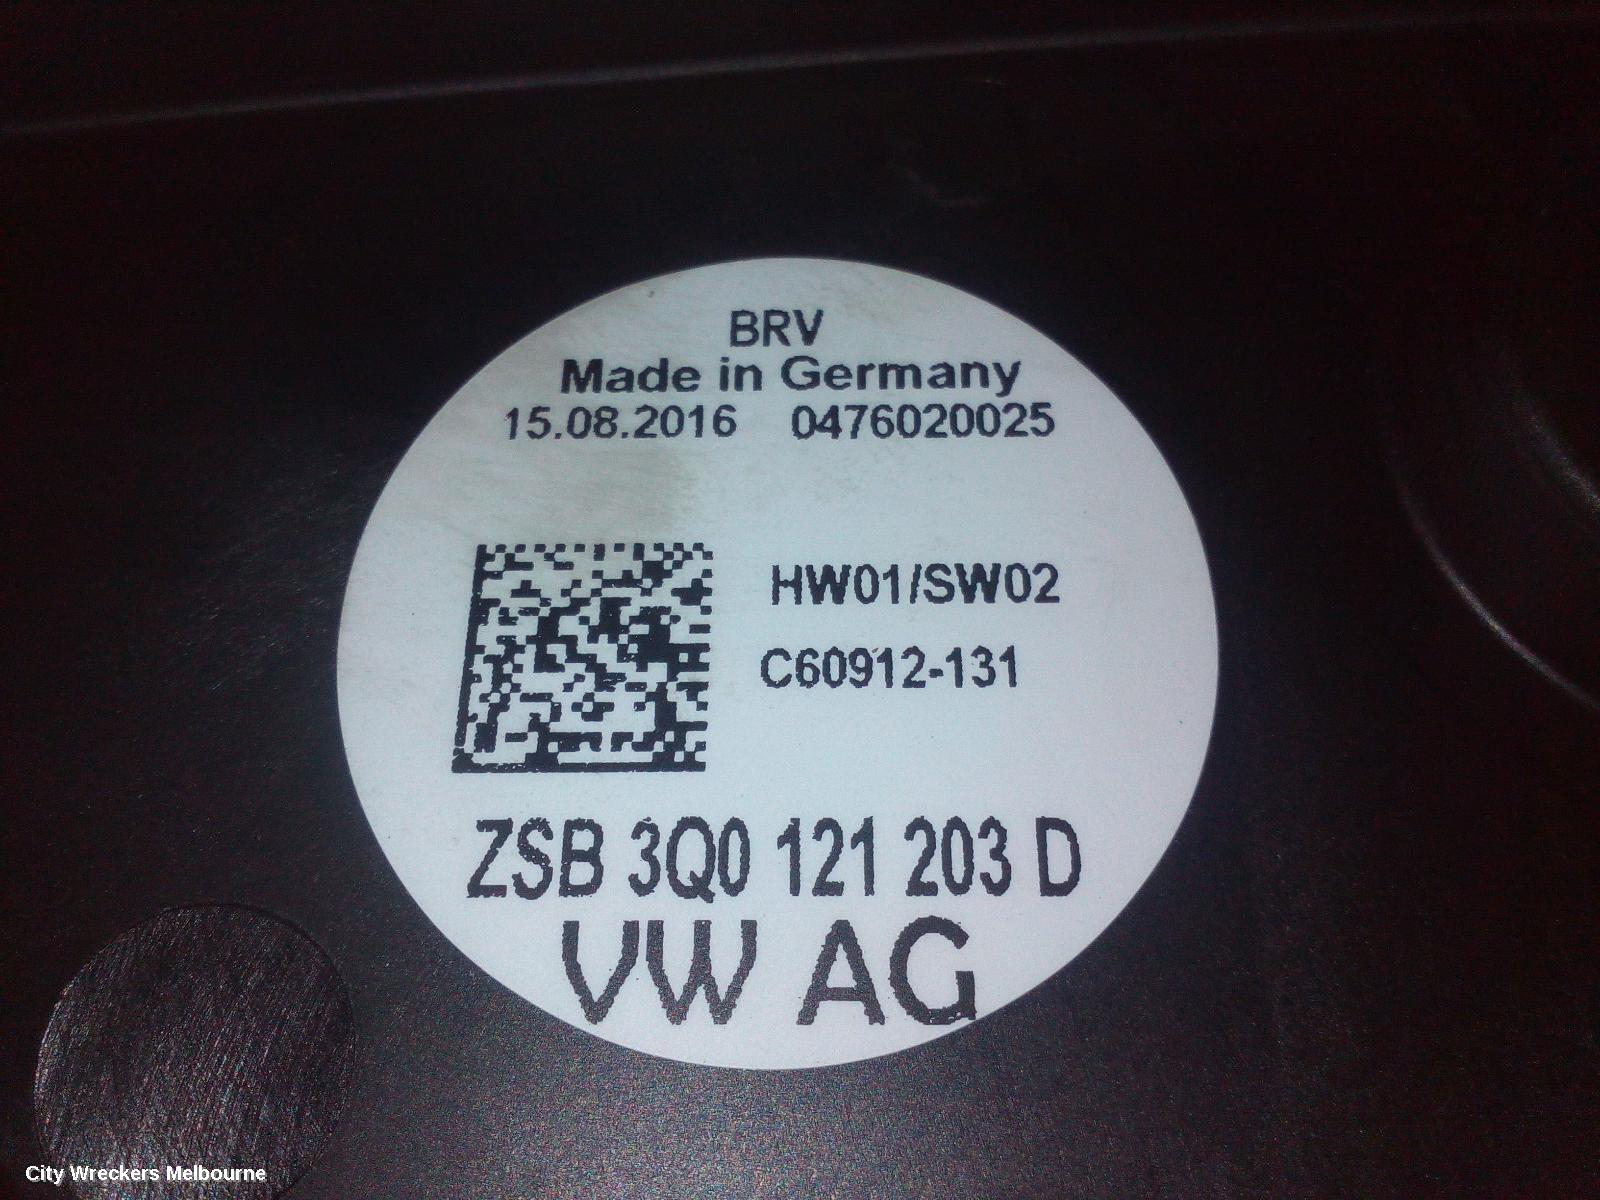 BRV
Made in Germany
15.08.2016 0476020025
HW01/SW02
C60912-131
ZSB 3Q0 121 203 D
VW AG
City Wreckers Melbourne